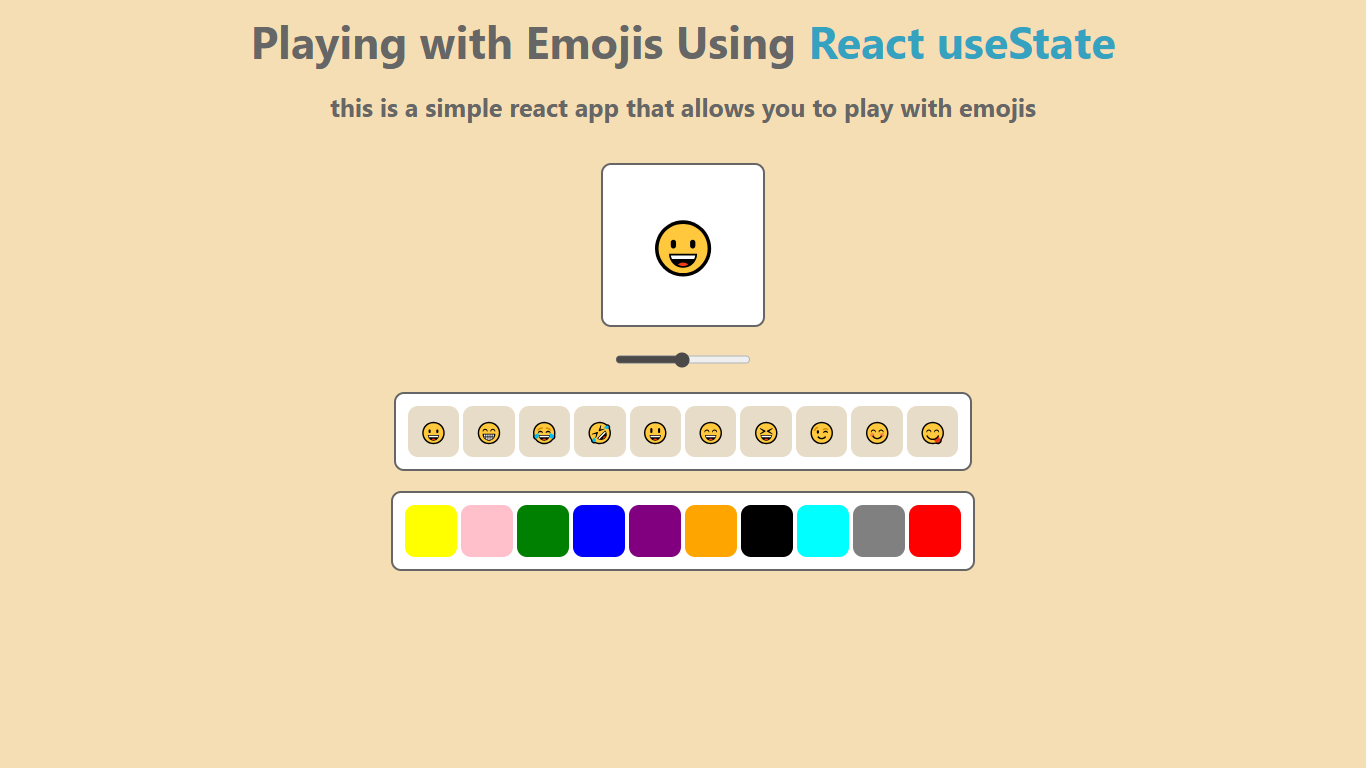 Playing with Emojis Using React useState
this is a simple react app that allows you to play with emojis